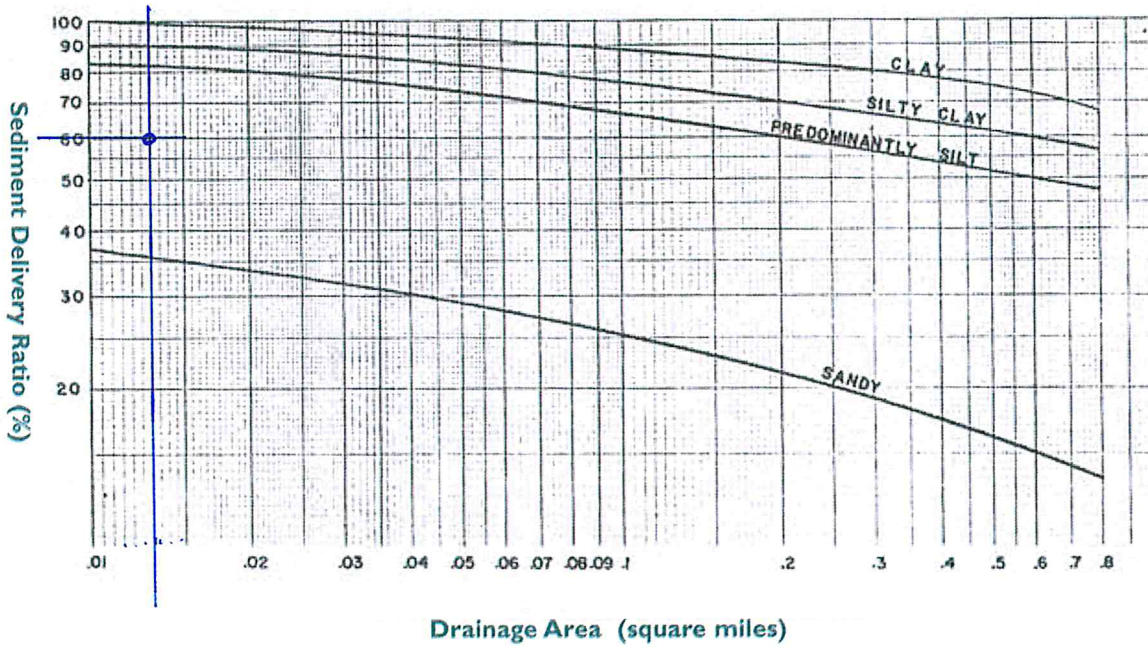 100
90
80
70
60
50
40
30
20
Sediment Delivery Ratio (%)
CLAY
SILTY CLAY
PREDOMINANTLY SILT
SANDY
.01 .02 .03 .04 .05 .06 .07 .08 .09 .1 .2 .3 .4 .5 .6 .7 .8
Drainage Area (square miles)